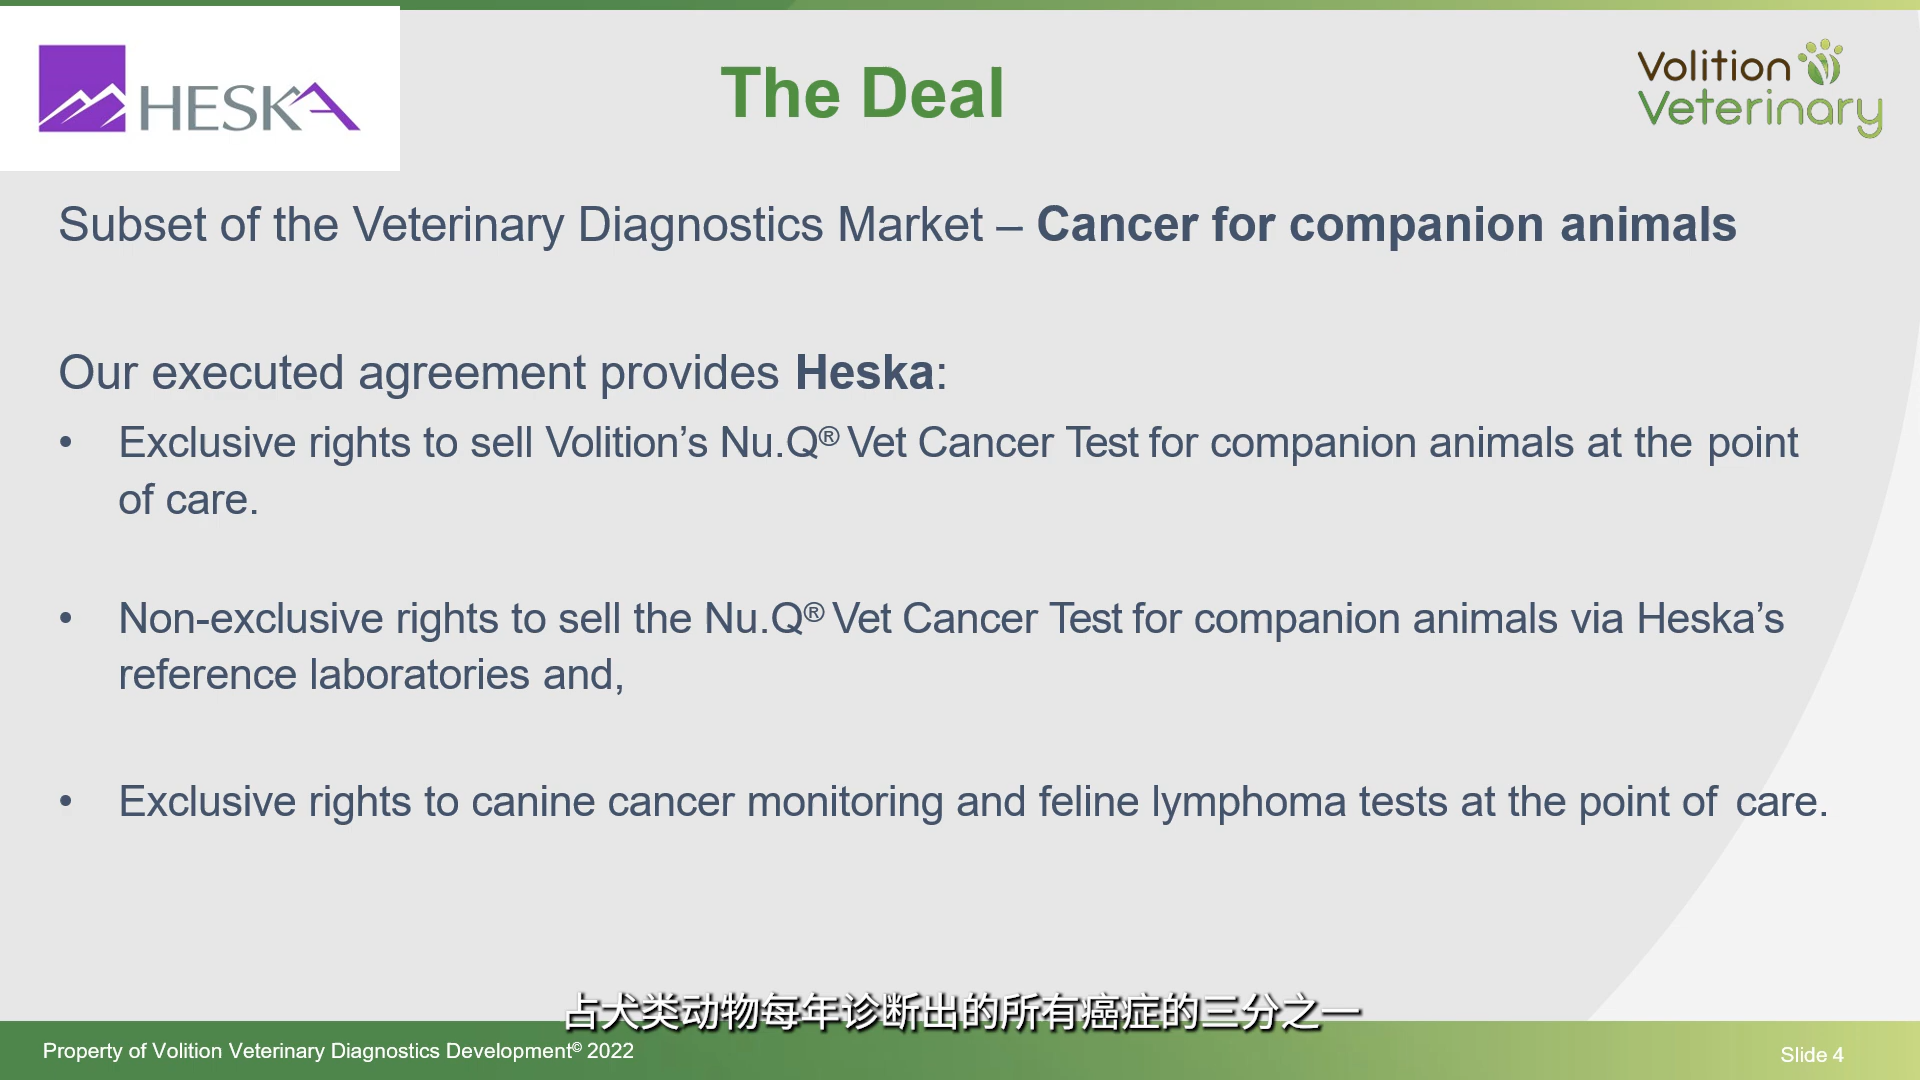 HESKA
The Deal
Volition
Veterinary
Subset of the Veterinary Diagnostics Market – Cancer for companion animals
Our executed agreement provides Heska:
• Exclusive rights to sell Volition’s Nu.Q® Vet Cancer Test for companion animals at the point
of care.
• Non-exclusive rights to sell the Nu.Q® Vet Cancer Test for companion animals via Heska’s
reference laboratories and,
• Exclusive rights to canine cancer monitoring and feline lymphoma tests at the point of care.
占犬类动物每年诊断出的所有癌症的三分之一
Property of Volition Veterinary Diagnostics Development© 2022
Slide 4